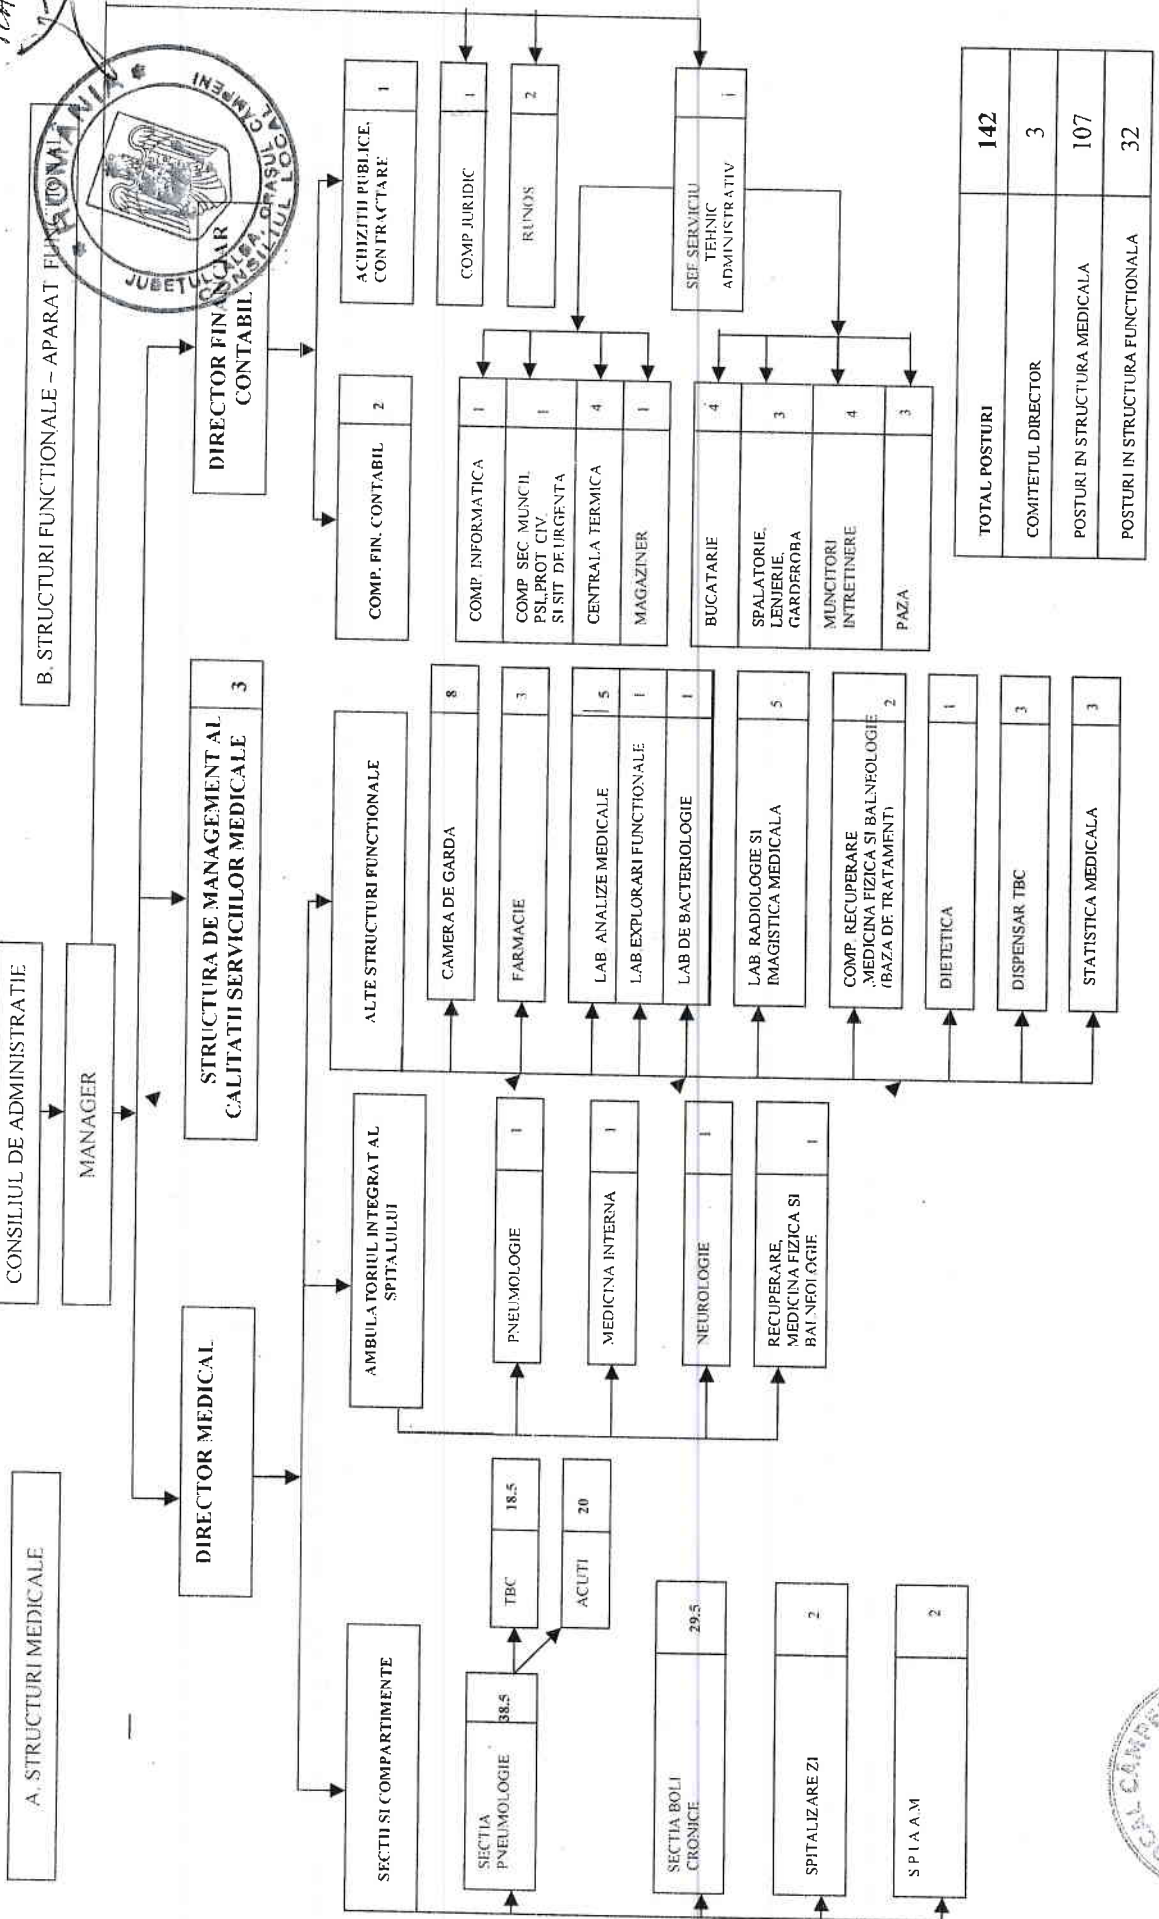 A. STRUCTURI MEDICALE
CONSILIUL DE ADMINISTRATIE
B. STRUCTURI FUNCTIONALE – APARAT FUNCTIONAL
MANAGER
DIRECTOR MEDICAL
STRUCTURA DE MANAGEMENT AL
CALITATII SERVICIILOR MEDICALE
3
DIRECTOR FINANCIAR
CONTABIL
ROMÂNIA
JUDEŢUL ALBA, ORAŞUL CÂMPENI
CONSILIUL LOCAL
SECTII SI COMPARTIMENTE
AMBULATORIUL INTEGRAT AL
SPITALULUI
ALTE STRUCTURI FUNCTIONALE
COMP. FIN. CONTABIL
2
ACHIZITII PUBLICE,
CONTRACTARE
1
SECTIA
PNEUMOLOGIE
38.5
TBC
18.5
ACUTI
20
SECTIA BOLI
CRONICE
29.5
SPITALIZARE ZI
2
S P I A A M
2
PNEUMOLOGIE
1
MEDICINA INTERNA
1
NEUROLOGIE
1
RECUPERARE,
MEDICINA FIZICA SI
BALNEOLOGIE
1
CAMERA DE GARDA
8
FARMACIE
3
LAB ANALIZE MEDICALE
5
LAB.EXPLORARI FUNCTIONALE
1
LAB DE BACTERIOLOGIE
1
LAB RADIOLOGIE SI
IMAGISTICA MEDICALA
5
COMP. RECUPERARE
,MEDICINA FIZICA SI BALNEOLOGIE
(BAZA DE TRATAMENT)
2
DIETETICA
1
DISPENSAR TBC
3
STATISTICA MEDICALA
3
COMP JURIDIC
1
RUNOS
2
COMP. INFORMATICA
1
COMP SEC MUNCII,
PSI,,PROT CIV.
SI SIT DE URGENTA
1
CENTRALA TERMICA
4
MAGAZINER
1
SEF SERVICIU
TEHNIC
ADMINISTRATIV
1
BUCATARIE
4
SPALATORIE,
LENJERIE,
GARDEROBA
3
MUNCITORI
INTRETINERE
4
PAZA
3
TOTAL POSTURI 142
COMITETUL DIRECTOR 3
POSTURI IN STRUCTURA MEDICALA 107
POSTURI IN STRUCTURA FUNCTIONALA 32